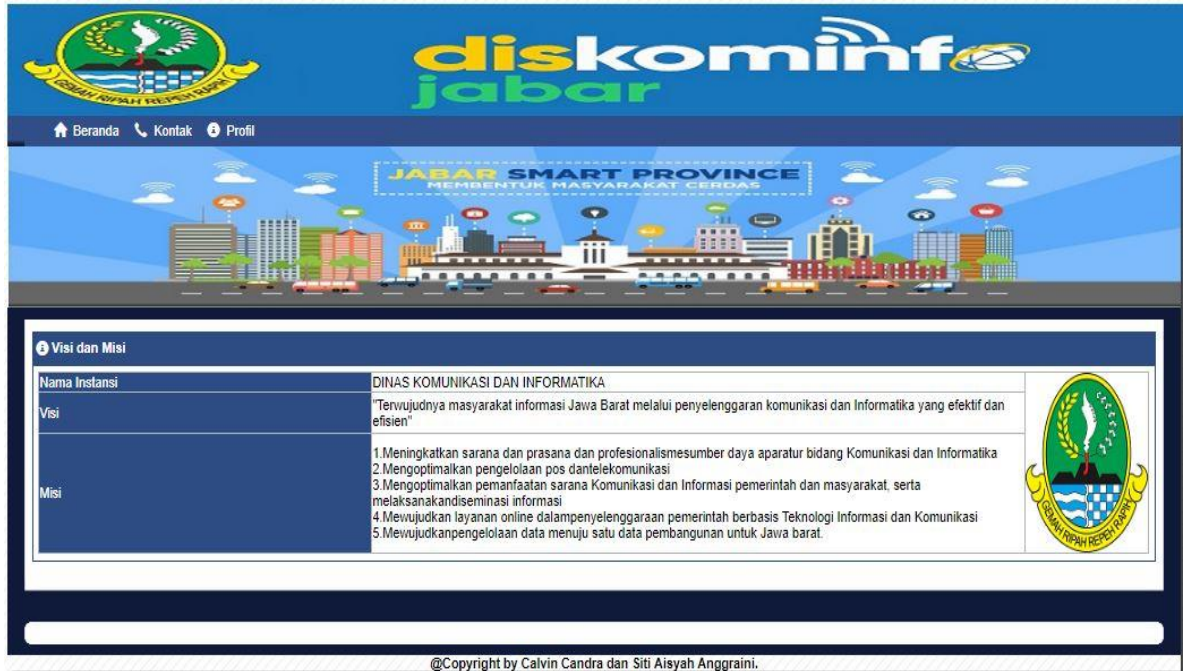 GEMAH RIPAH REPEH RAPIH
diskominfo
jabar
Beranda Kontak Profil
JABAR SMART PROVINCE
MEMBENTUK MASYARAKAT CERDAS
Visi dan Misi
Nama Instansi
DINAS KOMUNIKASI DAN INFORMATIKA
Visi
"Terwujudnya masyarakat informasi Jawa Barat melalui penyelenggaran komunikasi dan Informatika yang efektif dan
efisien"
Misi
1.Meningkatkan sarana dan prasana dan profesionalismesumber daya aparatur bidang Komunikasi dan Informatika
2.Mengoptimalkan pengelolaan pos dantelekomunikasi
3.Mengoptimalkan pemanfaatan sarana Komunikasi dan Informasi pemerintah dan masyarakat, serta
melaksanakandiseminasi informasi
4.Mewujudkan layanan online dalampenyelenggaraan pemerintah berbasis Teknologi Informasi dan Komunikasi
5.Mewujudkanpengelolaan data menuju satu data pembangunan untuk Jawa barat.
GEMAH RIPAH REPEH RAPIH
@Copyright by Calvin Candra dan Siti Aisyah Anggraini.